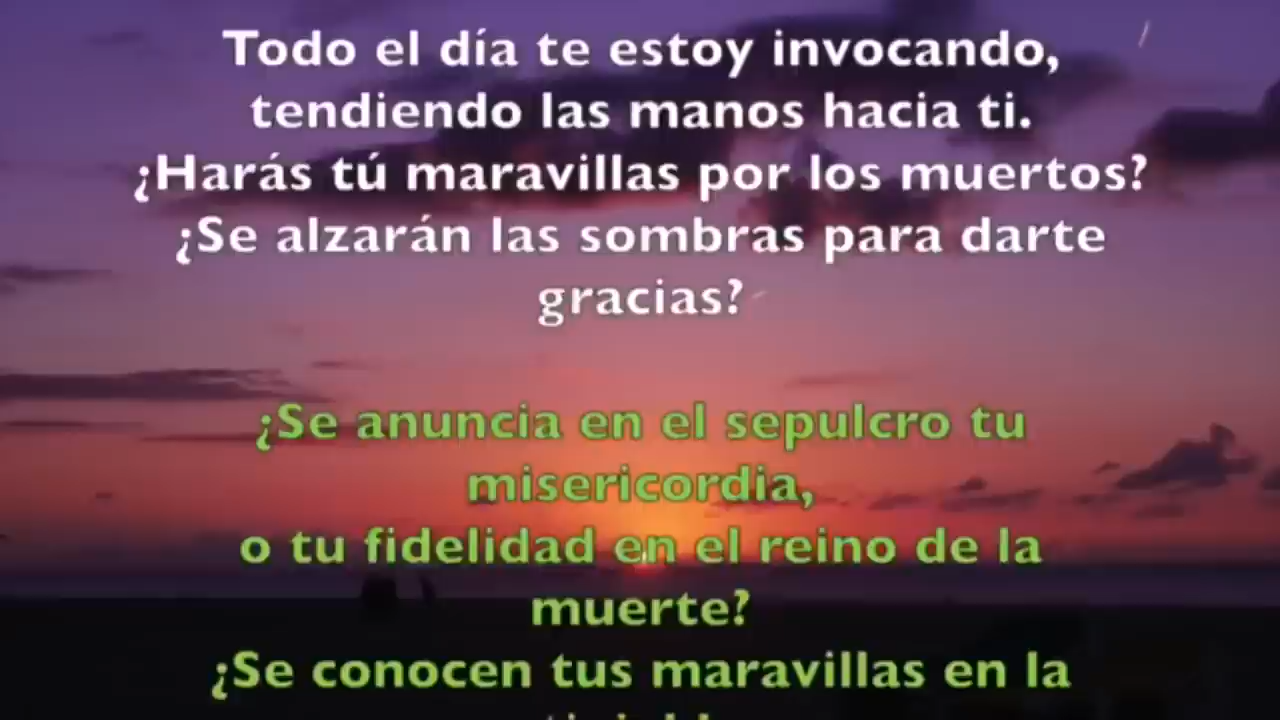 Todo el día te estoy invocando,
tendiendo las manos hacia ti.
¿Harás tú maravillas por los muertos?
¿Se alzarán las sombras para darte
gracias?
¿Se anuncia en el sepulcro tu
misericordia,
o tu fidelidad en el reino de la
muerte?
¿Se conocen tus maravillas en la